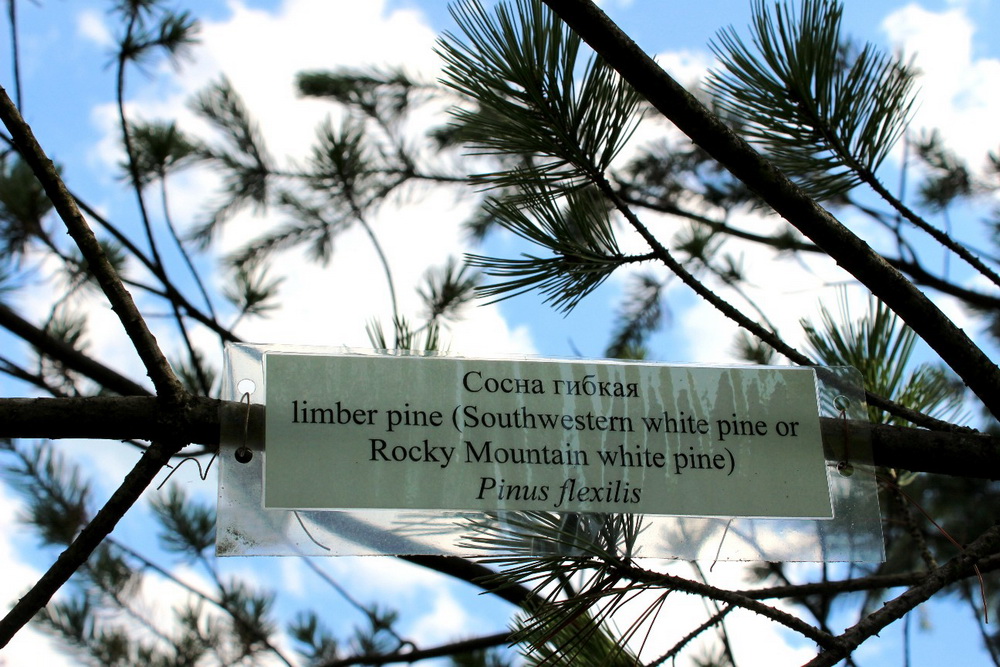 Сосна гибкая
limber pine (Southwestern white pine or
Rocky Mountain white pine)
Pinus flexilis